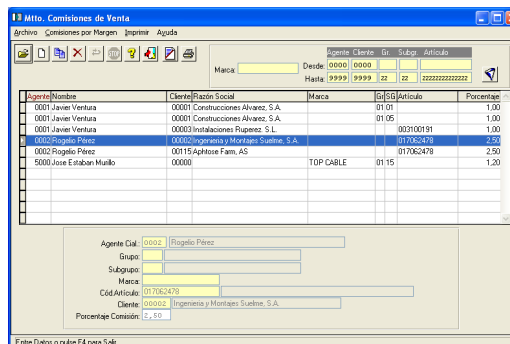 Mtto. Comisiones de Venta
Archivo Comisiones por Margen Imprimir Ayuda
Agente Cliente Gr. Subgr. Artículo
Marca: Desde: 0000 0000
Hasta: 9999 9999 zz zz zzzzzzzzzzzzzz
Agente Nombre Cliente Razón Social Marca Gr SG Artículo Porcentaje
0001 Javier Ventura 00001 Construcciones Alvarez, S.A. 01 01 1,00
0001 Javier Ventura 00001 Construcciones Alvarez, S.A. 01 05 1,00
0001 Javier Ventura 00003 Instalaciones Ruperez. S.L. 003100191 1,00
0002 Rogelio Pérez 00002 Ingenieria y Montajes Suelme, S.A. 017062478 2,50
0002 Rogelio Pérez 00115 Aphtose Farm, AS 017062478 2,50
5000 Jose Estaban Murillo 00000 TOP CABLE 01 15 1,20
Agente Cial.: 0002 Rogelio Pérez
Grupo:
Subgrupo:
Marca:
Cód.Artículo: 017062478
Cliente: 00002 Ingenieria y Montajes Suelme, S.A.
Porcentaje Comisión: 2,50
Entre Datos o pulse F4 para Salir